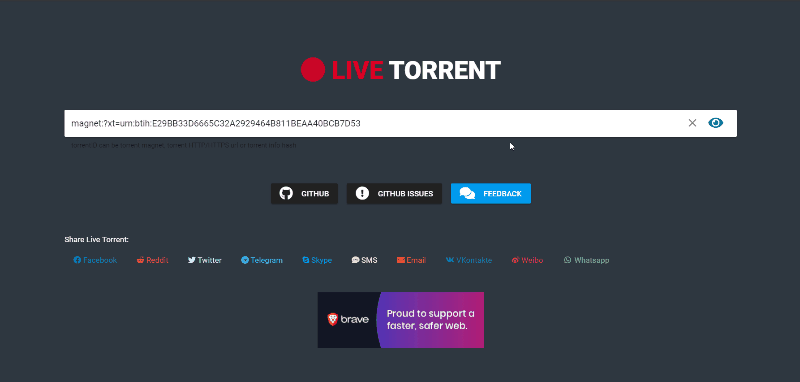 LIVE TORRENT
magnet:?xt=urn:btih:E29BB33D6665C32A2929464B811BEAA40BCB7D53
GITHUB GITHUB ISSUES FEEDBACK
Share Live Torrent:
Facebook Reddit Twitter Telegram Skype SMS Email VKontakte Weibo Whatsapp
brave Proud to support a
faster, safer web.